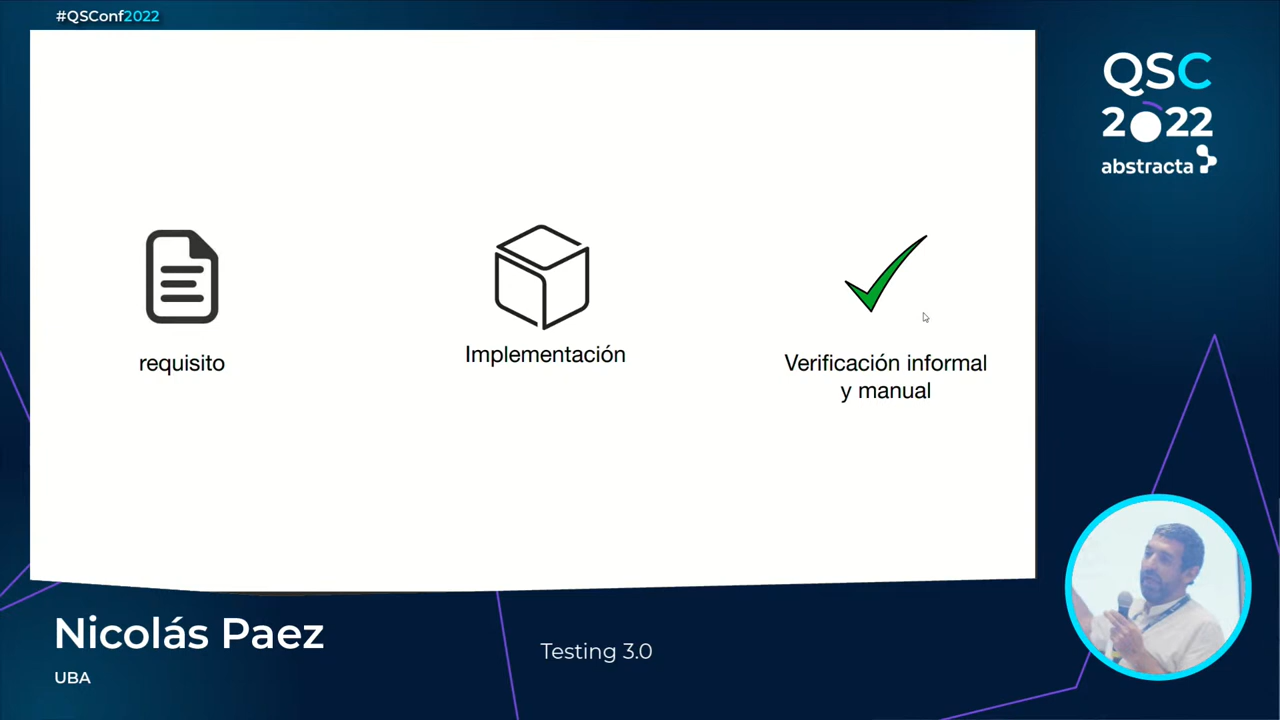 #QSConf2022
QSC
2022
abstracta
requisito
Implementación
Verificación informal
y manual
Nicolás Paez
UBA
Testing 3.0